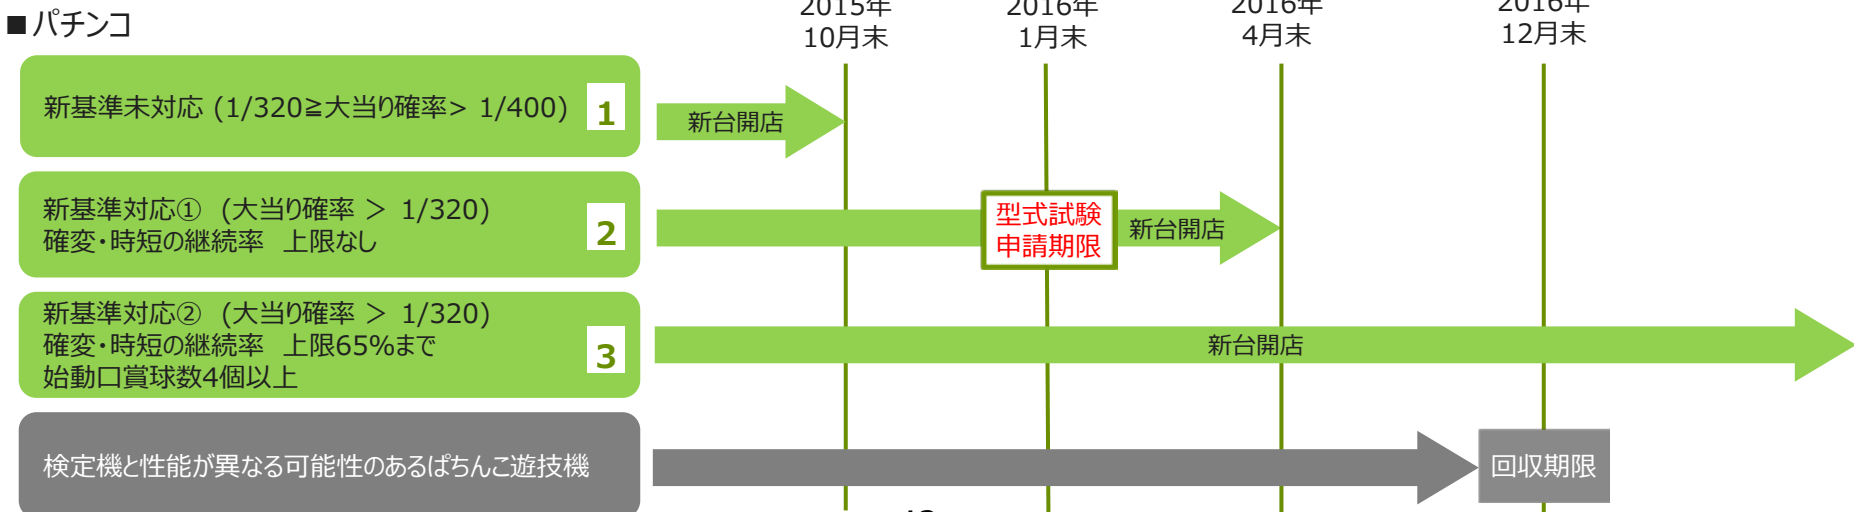 ■パチンコ
2015年
10月末
2016年
1月末
2016年
4月末
2016年
12月末
新基準未対応 (1/320≧大当り確率> 1/400)
1
新台開店
新基準対応① (大当り確率 > 1/320)
確変・時短の継続率 上限なし
2
型式試験
申請期限
新台開店
新基準対応② (大当り確率 > 1/320)
確変・時短の継続率 上限65%まで
始動口賞球数4個以上
3
新台開店
検定機と性能が異なる可能性のあるぱちんこ遊技機
回収期限